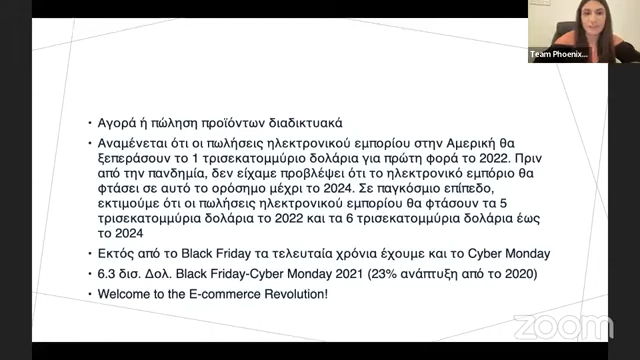 Team Phoenix...
• Αγορά ή πώληση προϊόντων διαδικτυακά
• Αναμένεται ότι οι πωλήσεις ηλεκτρονικού εμπορίου στην Αμερική θα
ξεπεράσουν το 1 τρισεκατομμύριο δολάρια για πρώτη φορά το 2022. Πριν
από την πανδημία, δεν είχαμε προβλέψει ότι το ηλεκτρονικό εμπόριο θα
φτάσει σε αυτό το ορόσημο μέχρι το 2024. Σε παγκόσμιο επίπεδο,
εκτιμούμε ότι οι πωλήσεις ηλεκτρονικού εμπορίου θα φτάσουν τα 5
τρισεκατομμύρια δολάρια το 2022 και τα 6 τρισεκατομμύρια δολάρια έως
το 2024
• Εκτός από το Black Friday τα τελευταία χρόνια έχουμε και το Cyber Monday
• 6.3 δισ. Δολ. Black Friday-Cyber Monday 2021 (23% ανάπτυξη από το 2020)
• Welcome to the E-commerce Revolution!
zoom